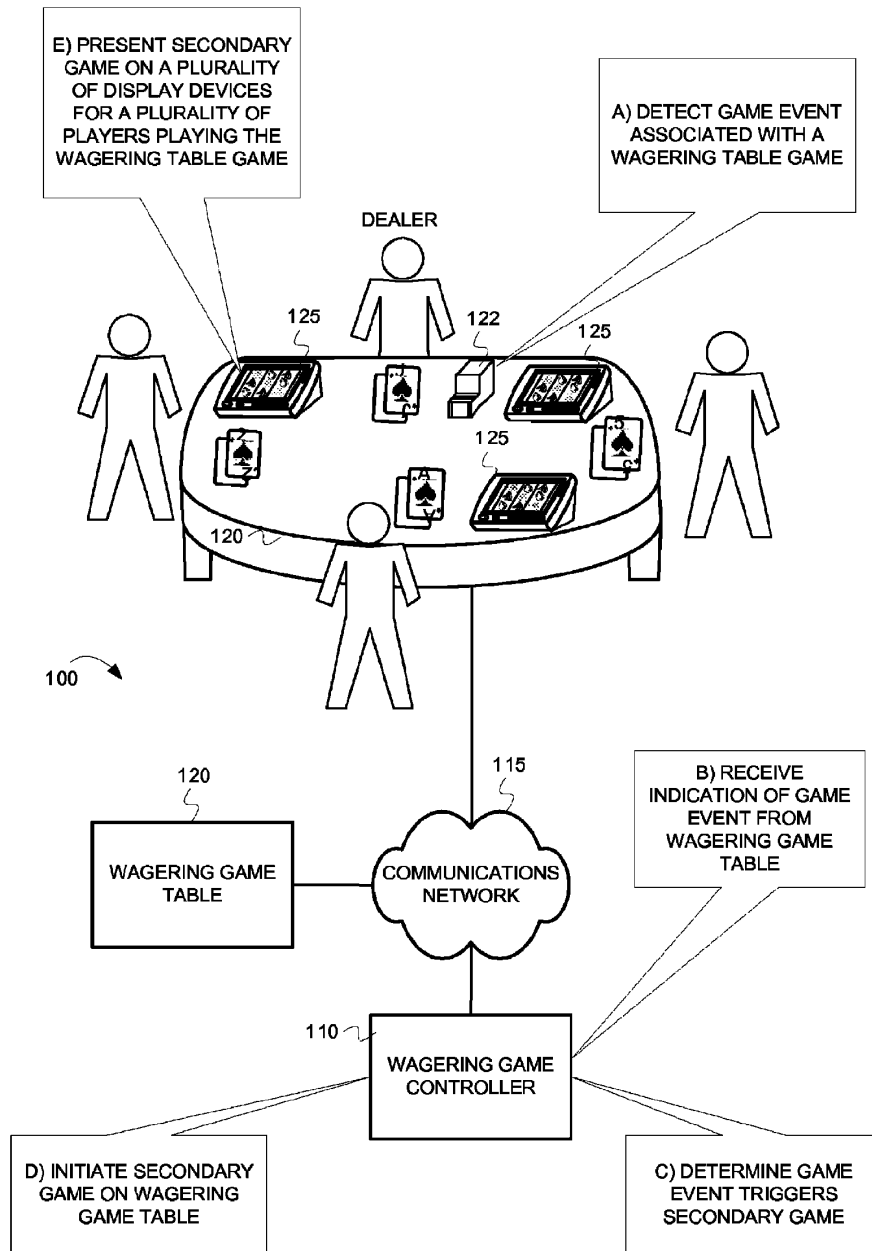 E) PRESENT SECONDARY
GAME ON A PLURALITY
OF DISPLAY DEVICES
FOR A PLURALITY OF
PLAYERS PLAYING THE
WAGERING TABLE GAME
A) DETECT GAME EVENT
ASSOCIATED WITH A
WAGERING TABLE GAME
DEALER
125
122
125
J
5
2
125
A
120
100
120
WAGERING GAME
TABLE
115
COMMUNICATIONS
NETWORK
B) RECEIVE
INDICATION OF GAME
EVENT FROM
WAGERING GAME
TABLE
110
WAGERING GAME
CONTROLLER
D) INITIATE SECONDARY
GAME ON WAGERING
GAME TABLE
C) DETERMINE GAME
EVENT TRIGGERS
SECONDARY GAME